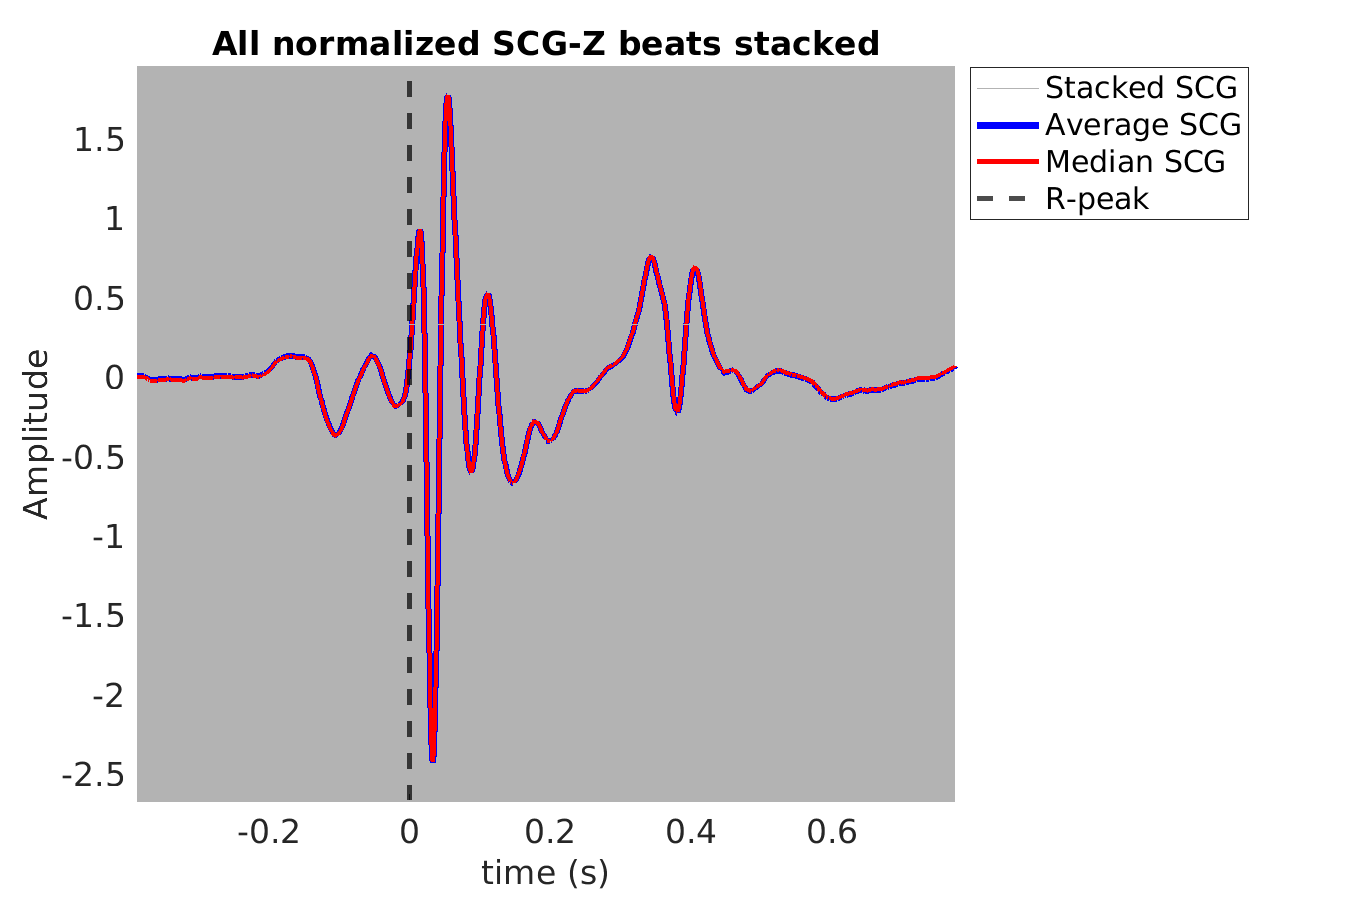 All normalized SCG-Z beats stacked
Stacked SCG
Average SCG
Median SCG
R-peak
Amplitude
1.5
1
0.5
0
-0.5
-1
-1.5
-2
-2.5
-0.2 0 0.2 0.4 0.6
time (s)